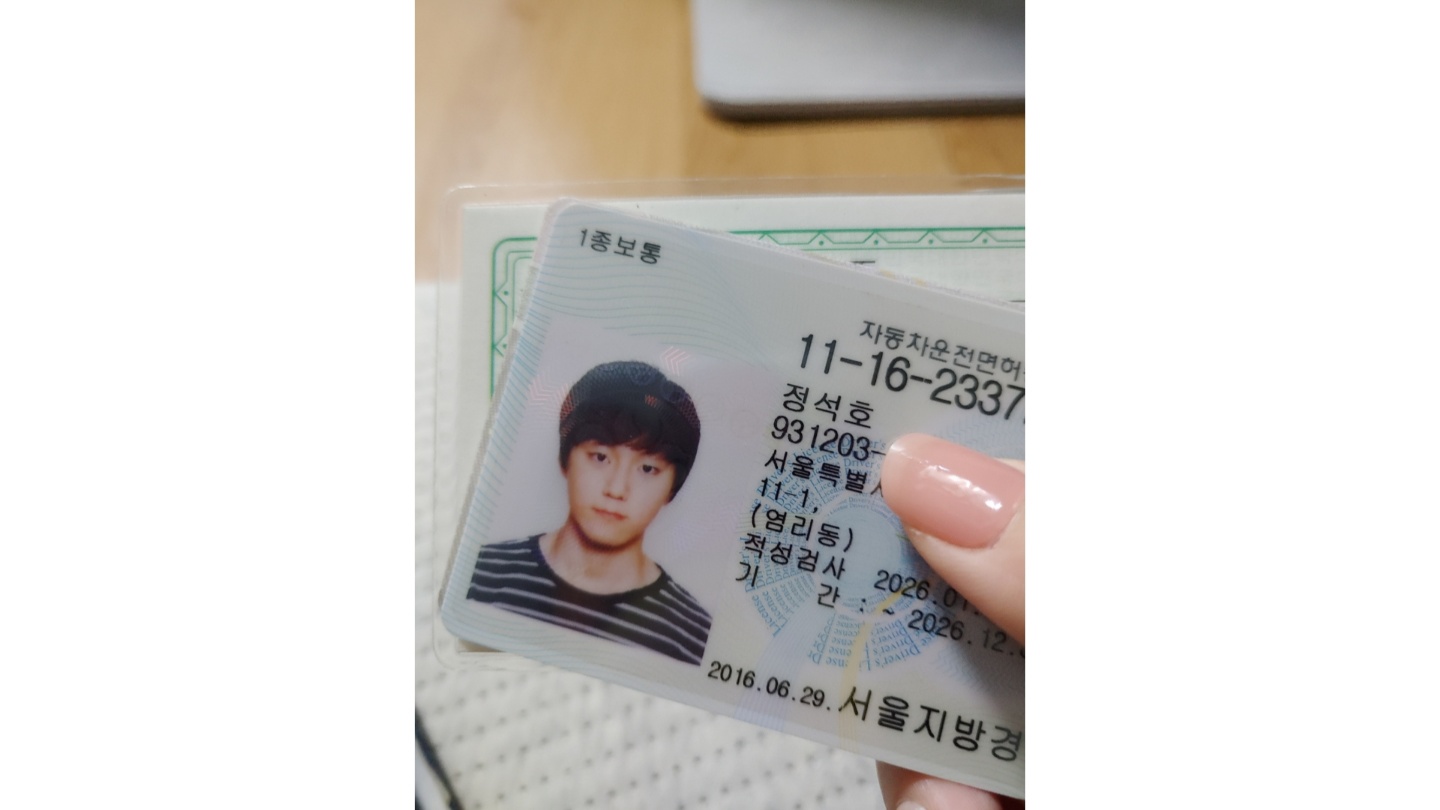 1종보통
자동차운전면허
11-16-2337
정석호
931203-
서울특별
11-1,
(염리동)
적성검사 2026.01.
기 간 : ~ 2026.12.
2016.06.29. 서울지방경